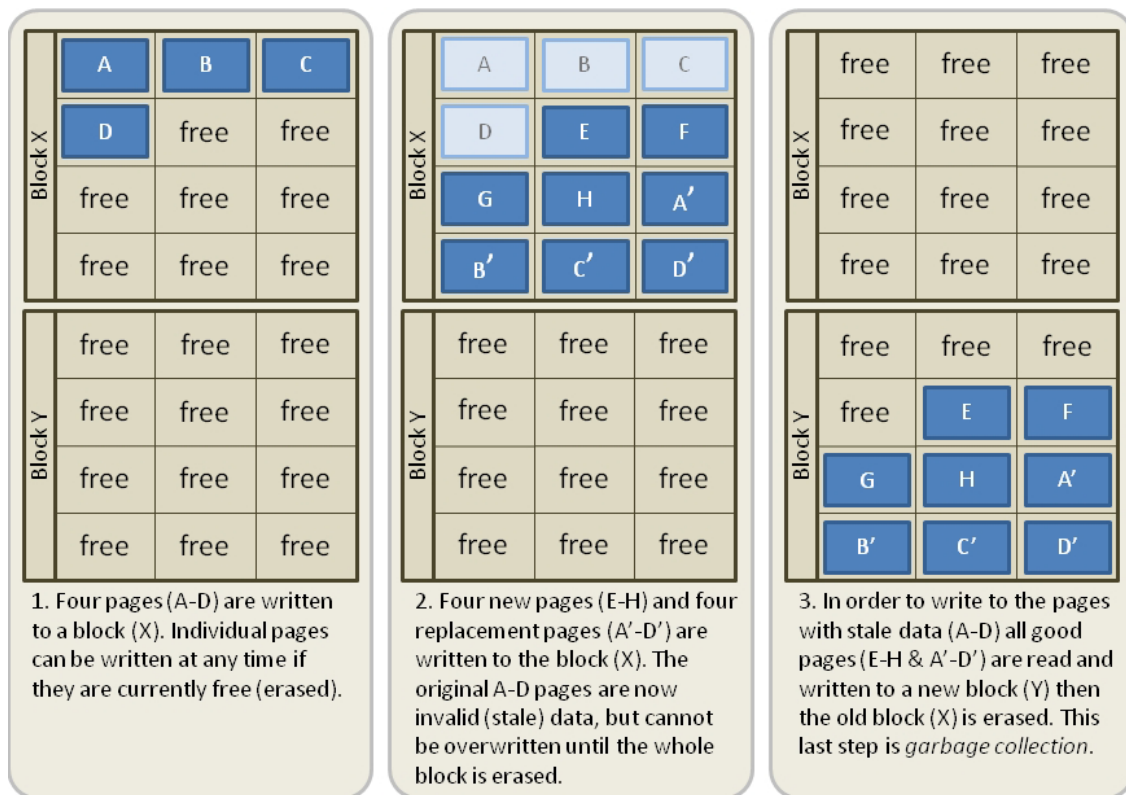 Block X
A B C
D free free
free free free
free free free
Block Y
free free free
free free free
free free free
free free free
1. Four pages (A-D) are written
to a block (X). Individual pages
can be written at any time if
they are currently free (erased).
Block X
A B C
D E F
G H A'
B' C' D'
Block Y
free free free
free free free
free free free
free free free
2. Four new pages (E-H) and four
replacement pages (A'-D') are
written to the block (X). The
original A-D pages are now
invalid (stale) data, but cannot
be overwritten until the whole
block is erased.
Block X
free free free
free free free
free free free
free free free
Block Y
free free free
free E F
G H A'
B' C' D'
3. In order to write to the pages
with stale data (A-D) all good
pages (E-H & A'-D') are read and
written to a new block (Y) then
the old block (X) is erased. This
last step is garbage collection.